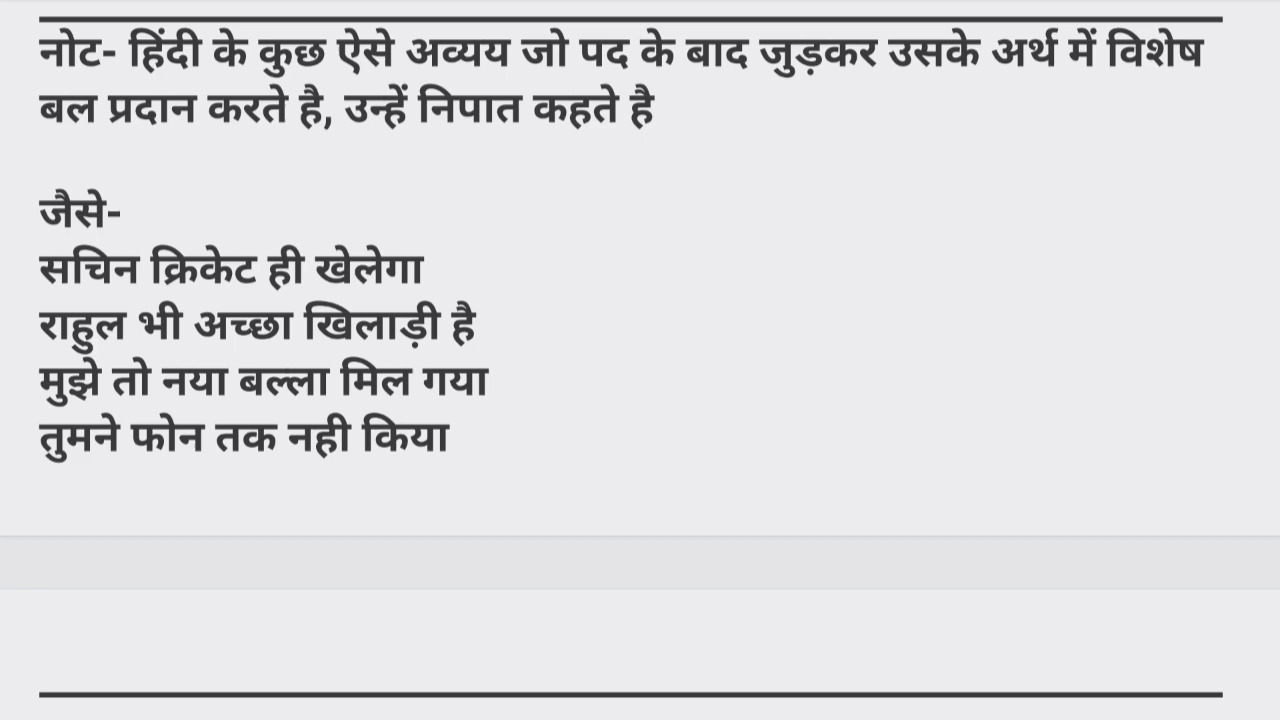 नोट- हिंदी के कुछ ऐसे अव्यय जो पद के बाद जुड़कर उसके अर्थ में विशेष
बल प्रदान करते है, उन्हें निपात कहते है
जैसे-
सचिन क्रिकेट ही खेलेगा
राहुल भी अच्छा खिलाड़ी है
मुझे तो नया बल्ला मिल गया
तुमने फोन तक नही किया